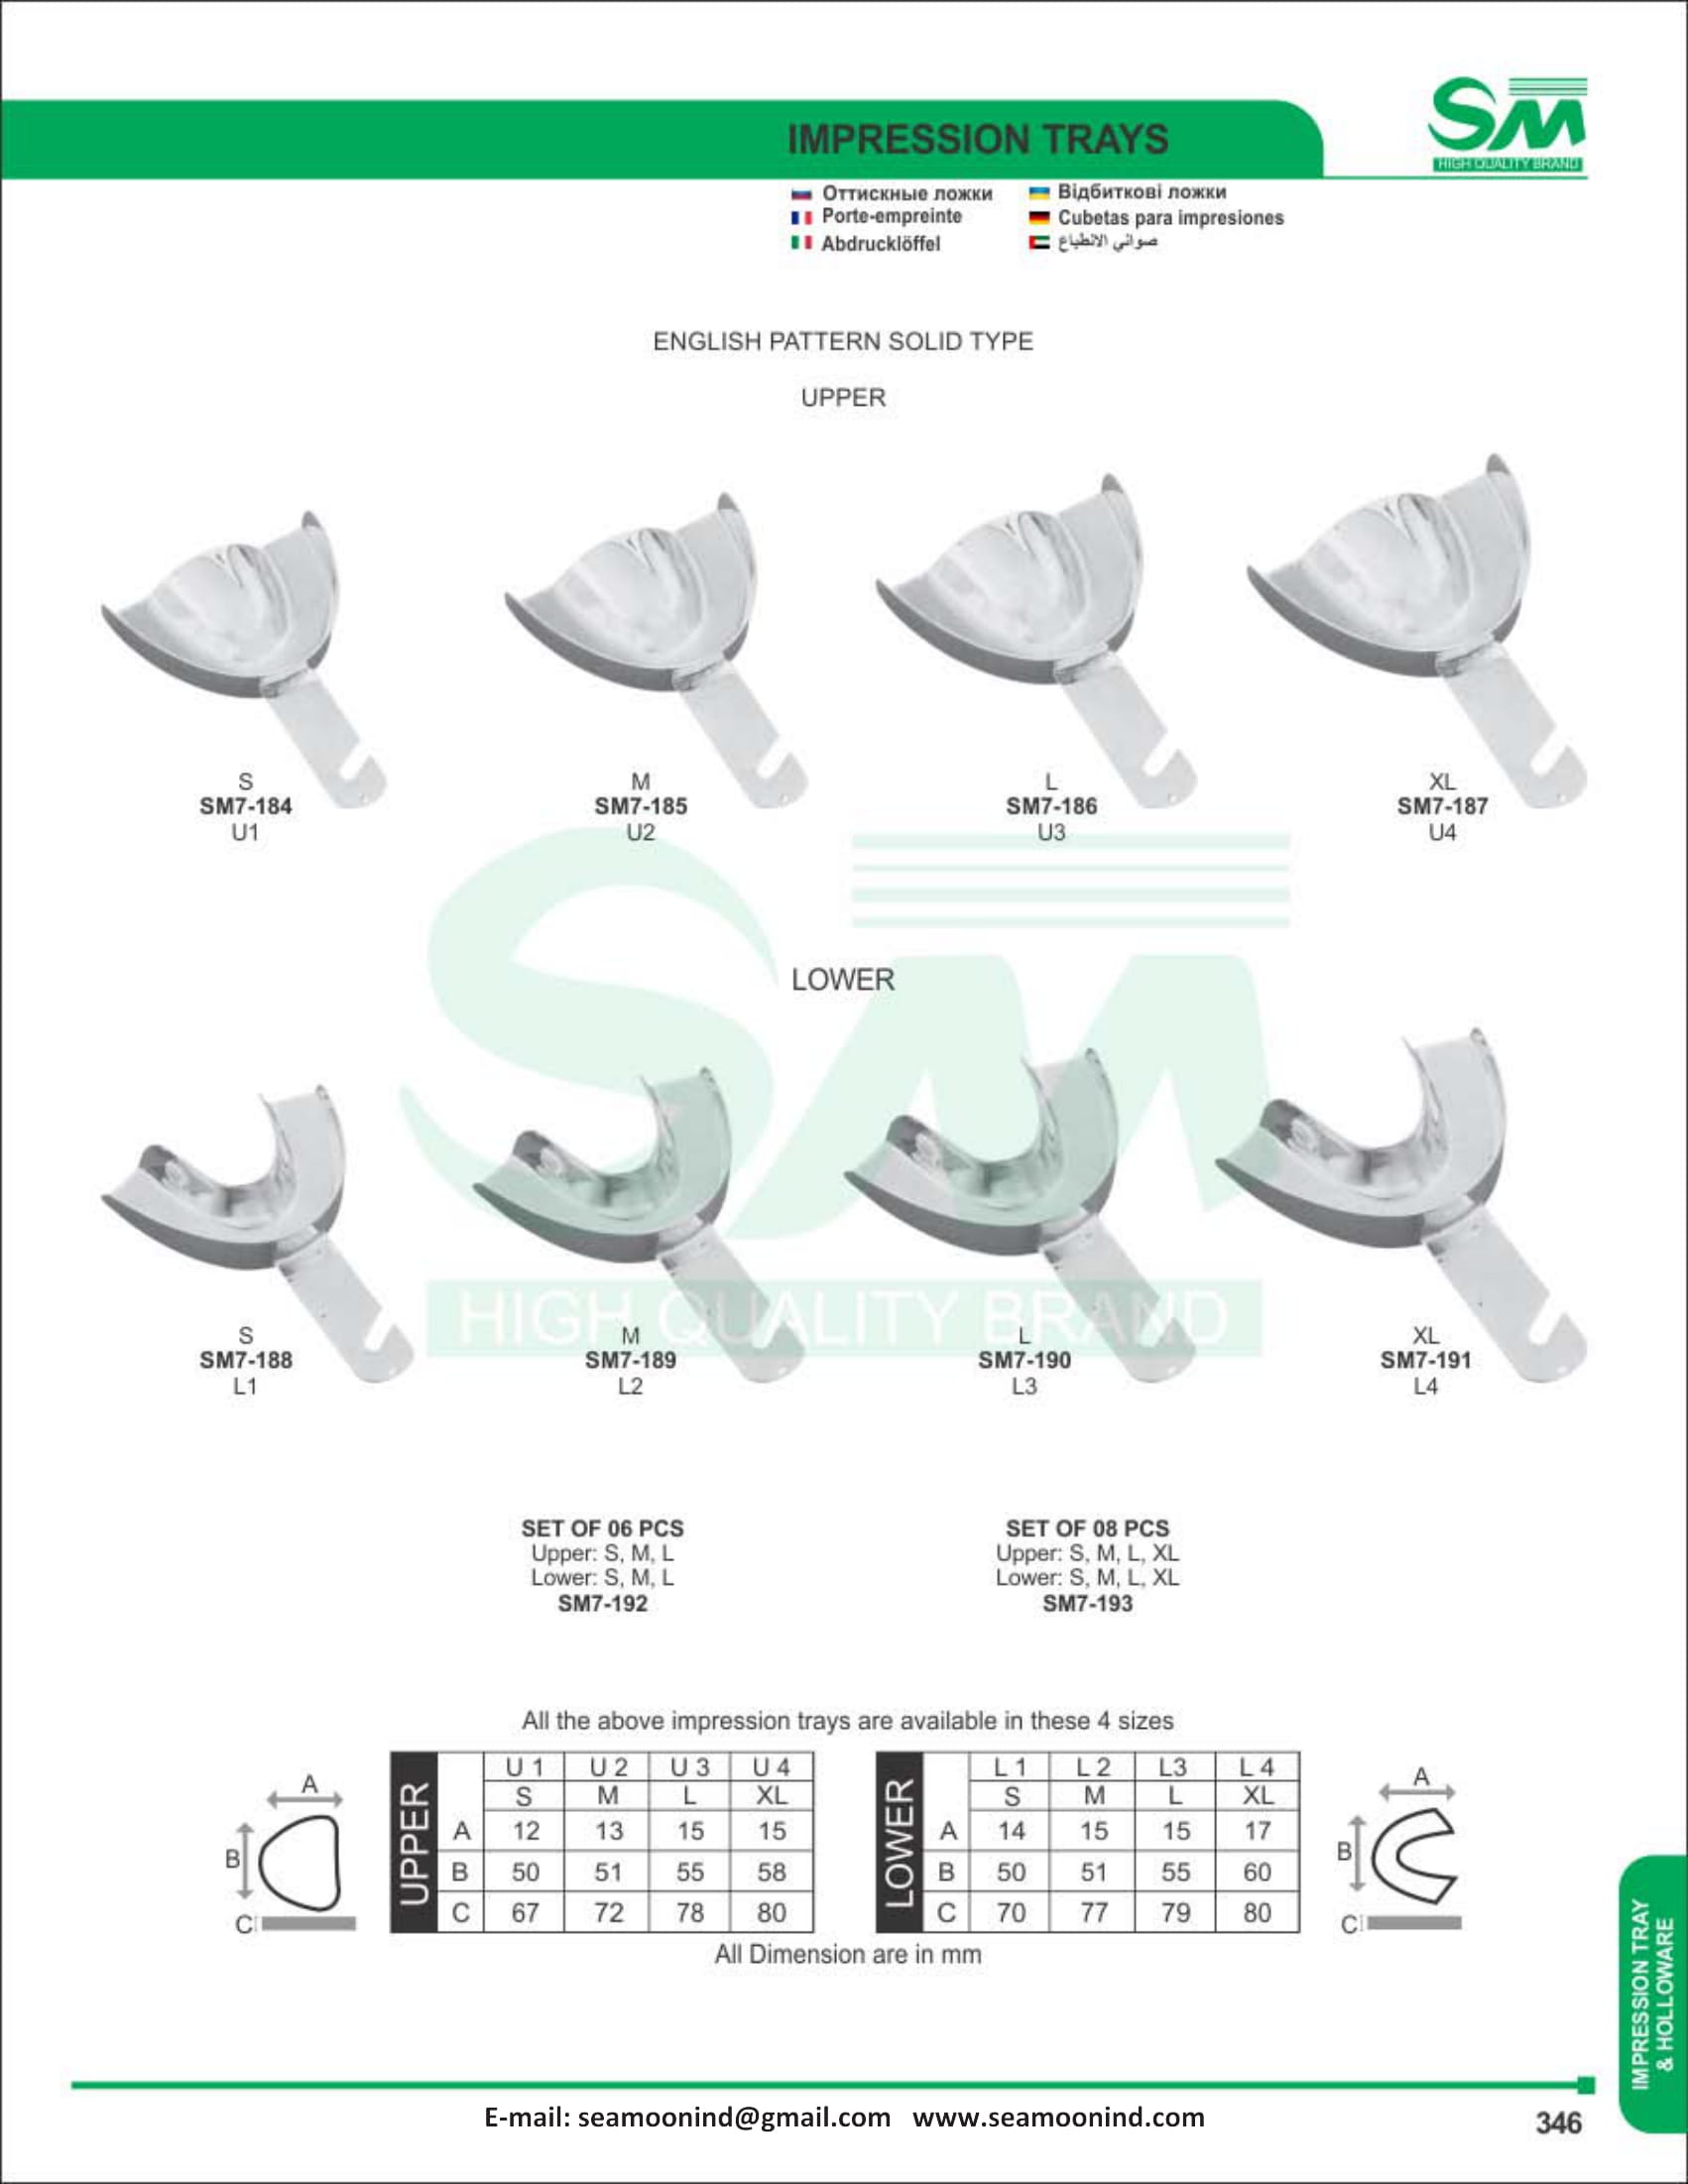 SM
HIGH QUALITY BRAND
IMPRESSION TRAYS
Оттискные ложки
Відбиткові ложки
Porte-empreinte
Cubetas para impresiones
Abdrucklöffel
صواني الانطباع
ENGLISH PATTERN SOLID TYPE
UPPER
S M L XL
SM7-184 SM7-185 SM7-186 SM7-187
U1 U2 U3 U4
LOWER
SM
HIGH QUALITY BRAND
S M L XL
SM7-188 SM7-189 SM7-190 SM7-191
L1 L2 L3 L4
SET OF 06 PCS
Upper: S, M, L
Lower: S, M, L
SM7-192
SET OF 08 PCS
Upper: S, M, L, XL
Lower: S, M, L, XL
SM7-193
All the above impression trays are available in these 4 sizes
A
B
C
UPPER
U 1 U 2 U 3 U 4
S M L XL
A 12 13 15 15
B 50 51 55 58
C 67 72 78 80
LOWER
L 1 L 2 L3 L 4
S M L XL
A 14 15 15 17
B 50 51 55 60
C 70 77 79 80
A
B
C
All Dimension are in mm
IMPRESSION TRAY
& HOLLOWARE
E-mail: seamoonind@gmail.com www.seamoonind.com
346